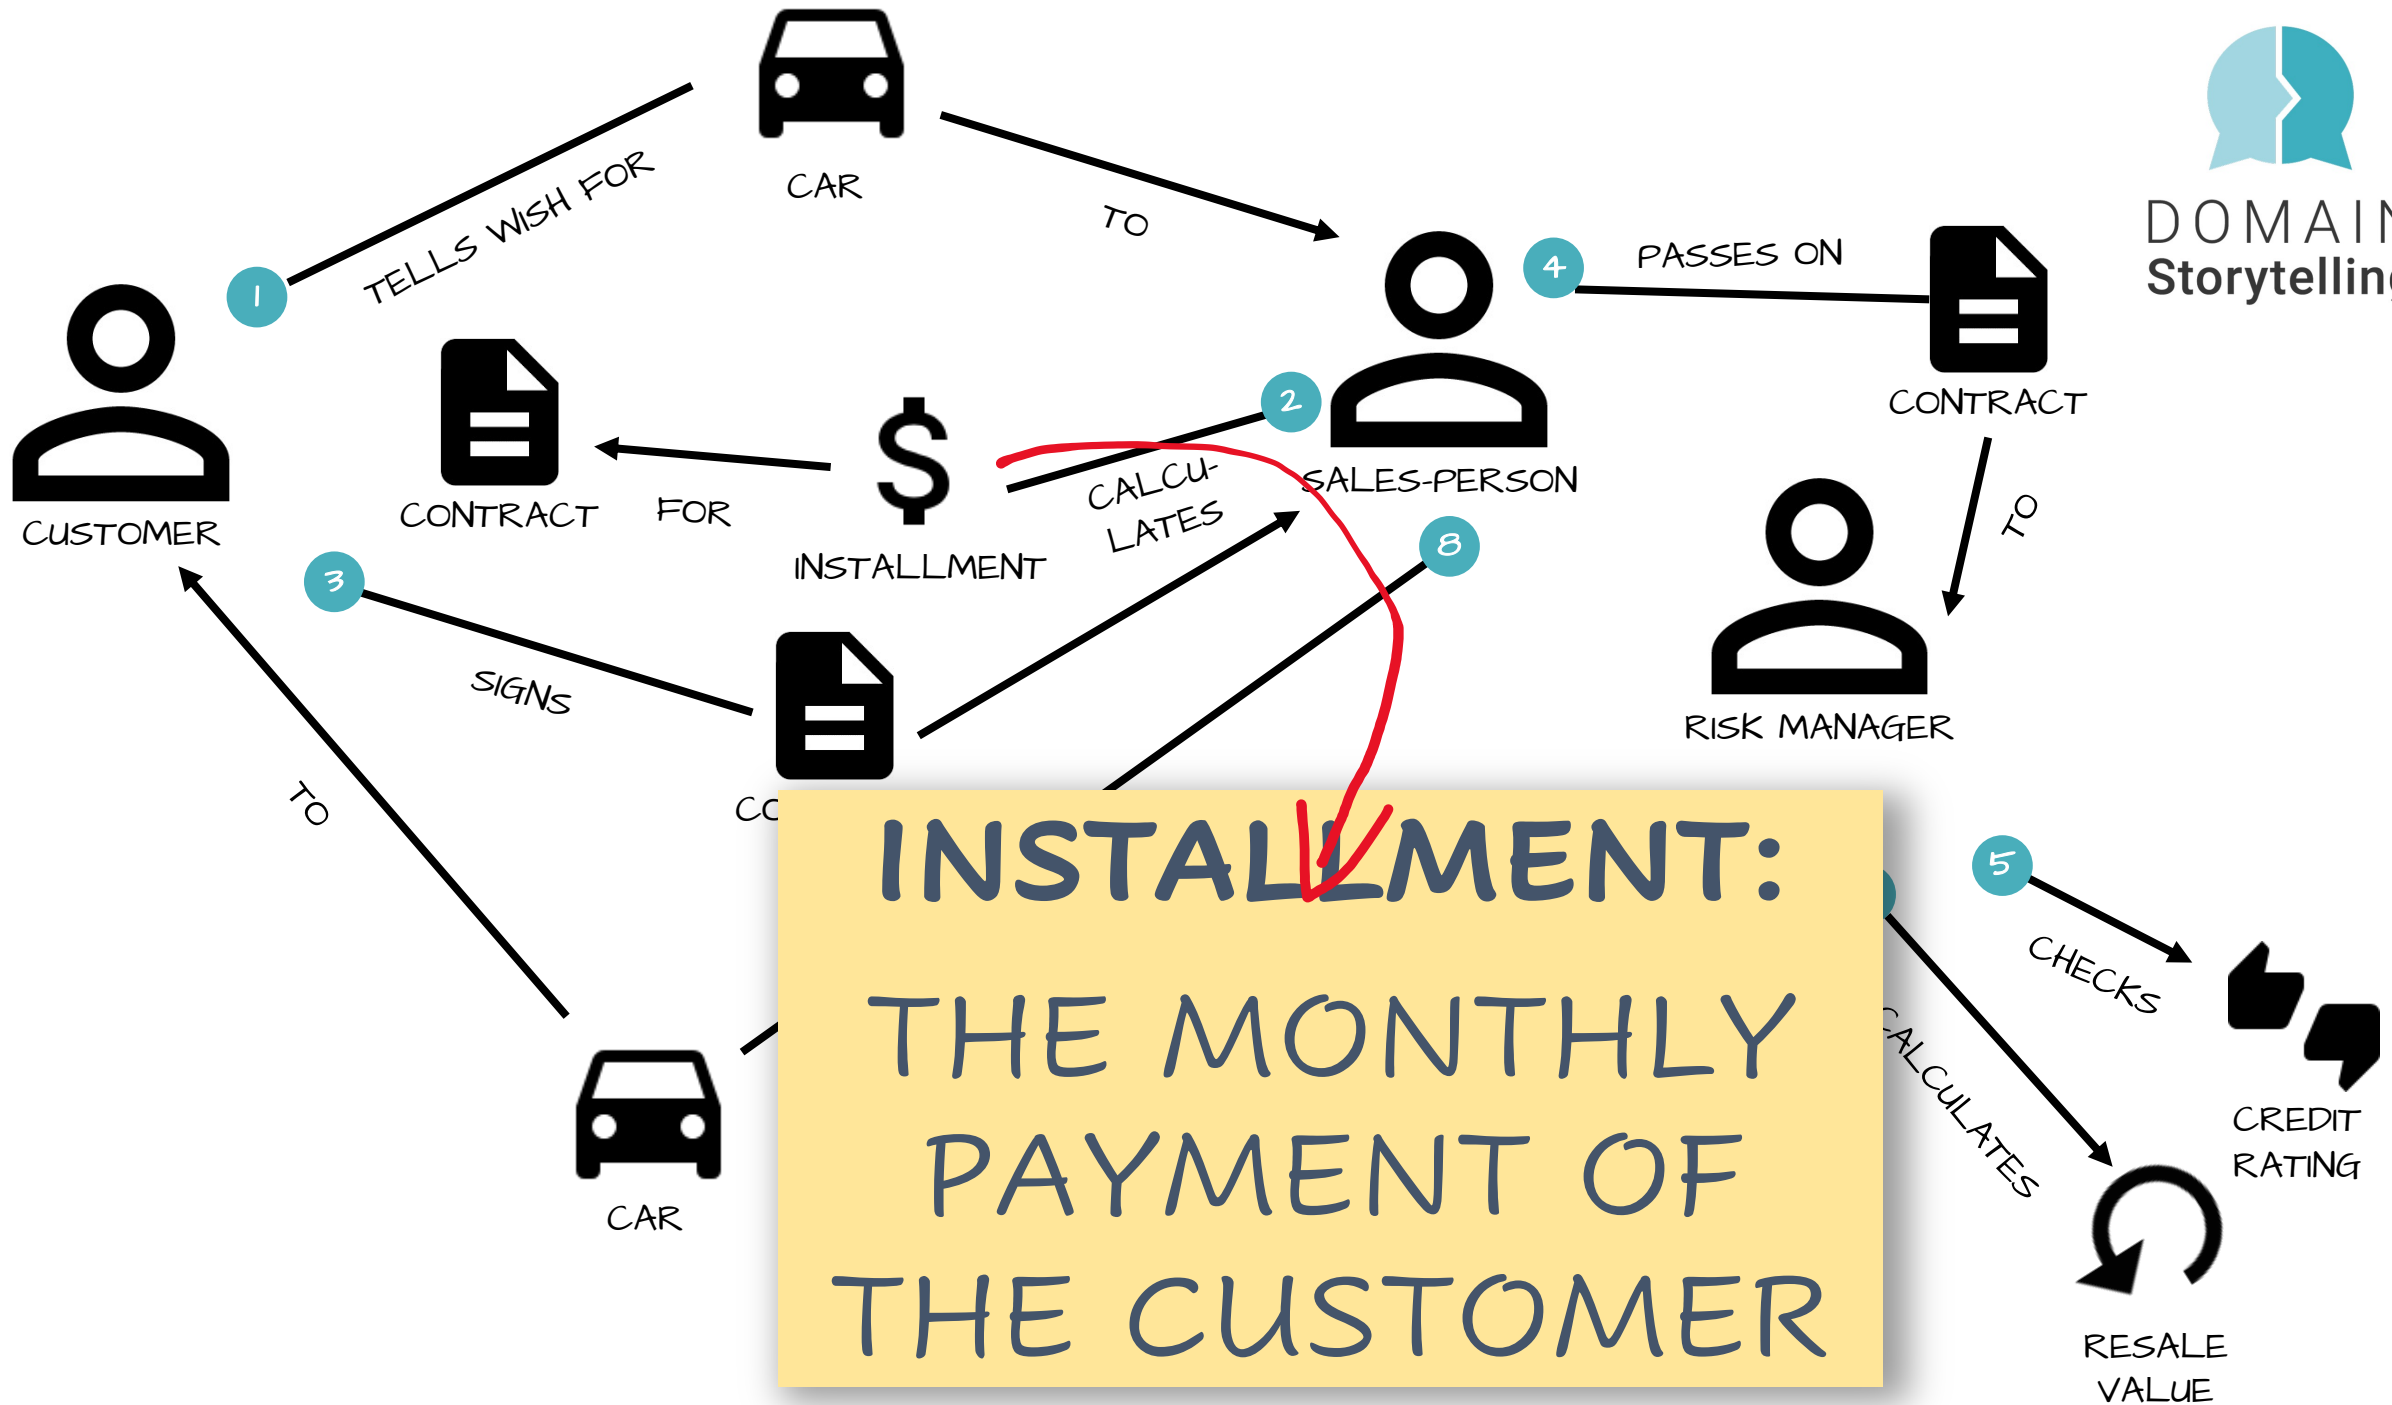 CAR
TELLS WISH FOR
TO
1
4
PASSES ON
DOMAIN
Storytelling
CUSTOMER
CONTRACT
FOR
INSTALLMENT
2
CALCU-
LATES
SALES-PERSON
CONTRACT
TO
8
3
SIGNS
RISK MANAGER
TO
CO
INSTALLMENT:
THE MONTHLY
PAYMENT OF
THE CUSTOMER
5
CHECKS
CALCULATES
CREDIT
RATING
CAR
RESALE
VALUE